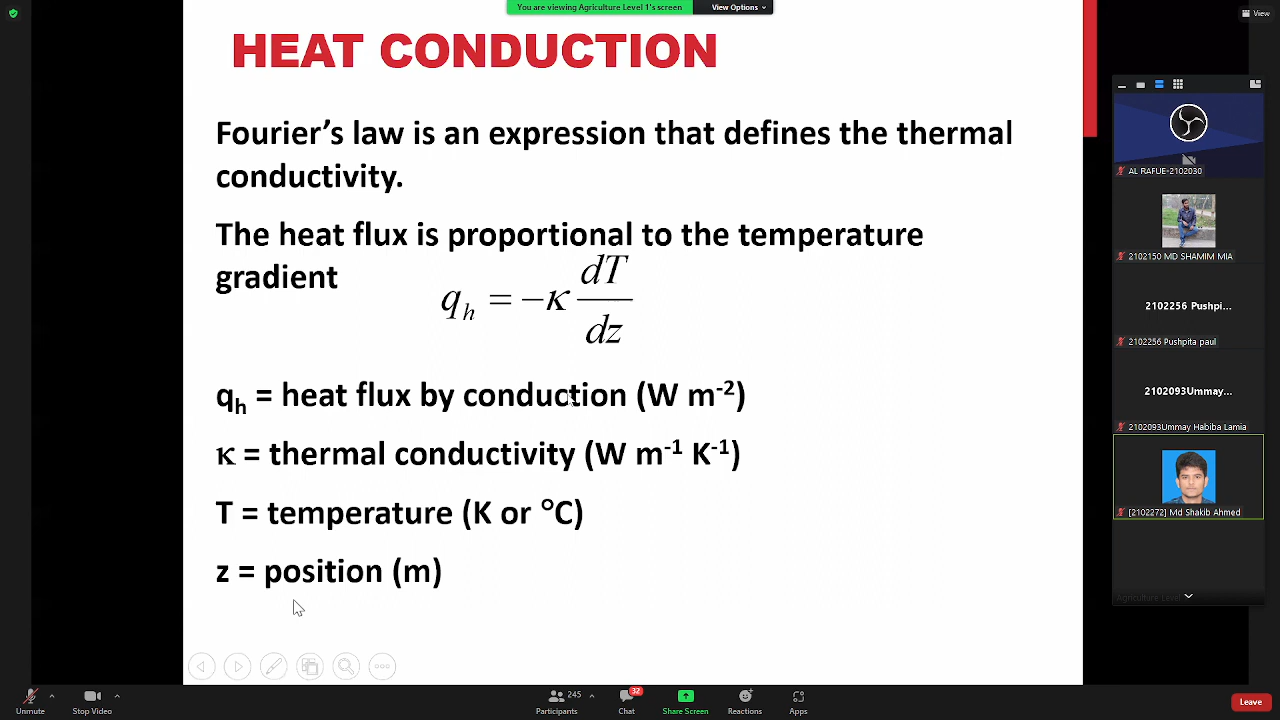 You are viewing Agriculture Level 1's screen
View Options
View
HEAT CONDUCTION
Fourier’s law is an expression that defines the thermal
conductivity.
The heat flux is proportional to the temperature
gradient
q_h = −κ dT/dz
q_h = heat flux by conduction (W m⁻²)
κ = thermal conductivity (W m⁻¹ K⁻¹)
T = temperature (K or °C)
z = position (m)
AL RAFUE-2102030
2102150 MD SHAMIM MIA
2102256 Pushpi...
2102256 Pushpita paul
2102093Ummay...
2102093Ummay Habiba Lamia
[2102272] Md Shakib Ahmed
Agriculture Level
Unmute
Stop Video
245
Participants
32
Chat
Share Screen
Reactions
Apps
Leave